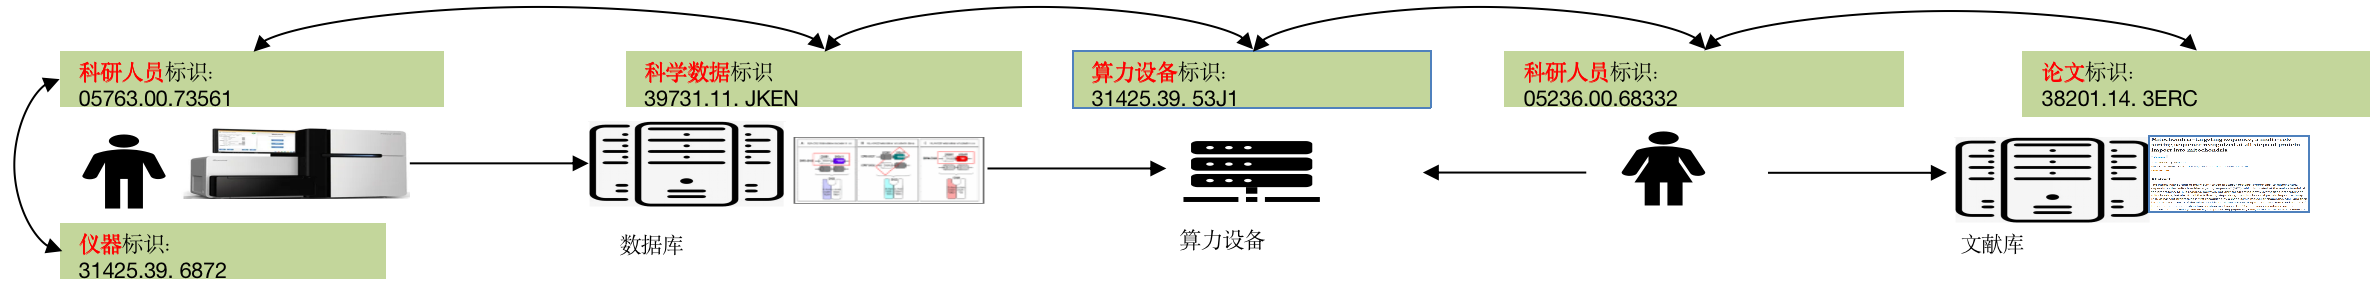 科研人员标识:
05763.00.73561
科学数据标识
39731.11. JKEN
算力设备标识:
31425.39. 53J1
科研人员标识:
05236.00.68332
论文标识:
38201.14. 3ERC
仪器标识:
31425.39. 6872
数据库
算力设备
文献库